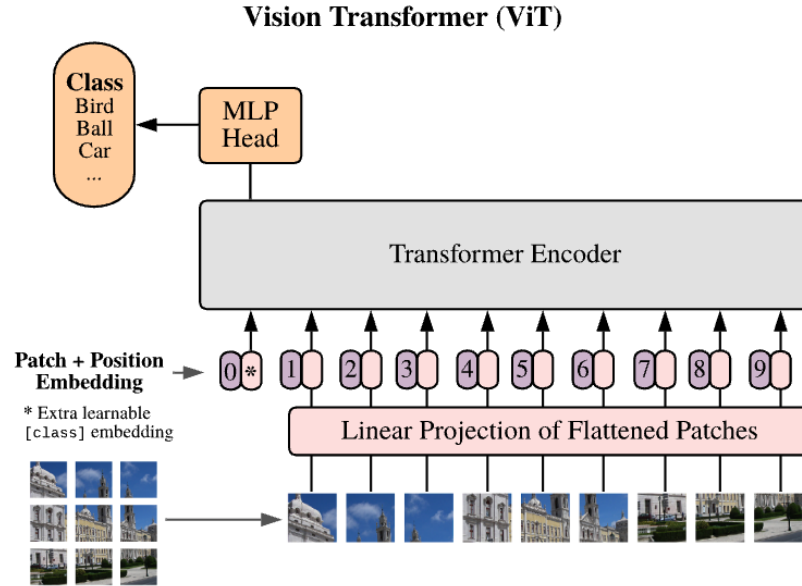 Vision Transformer (ViT)
Class
Bird
Ball
Car
...
MLP
Head
Transformer Encoder
Patch + Position
Embedding
0 * 1 2 3 4 5 6 7 8 9
* Extra learnable
[class] embedding
Linear Projection of Flattened Patches